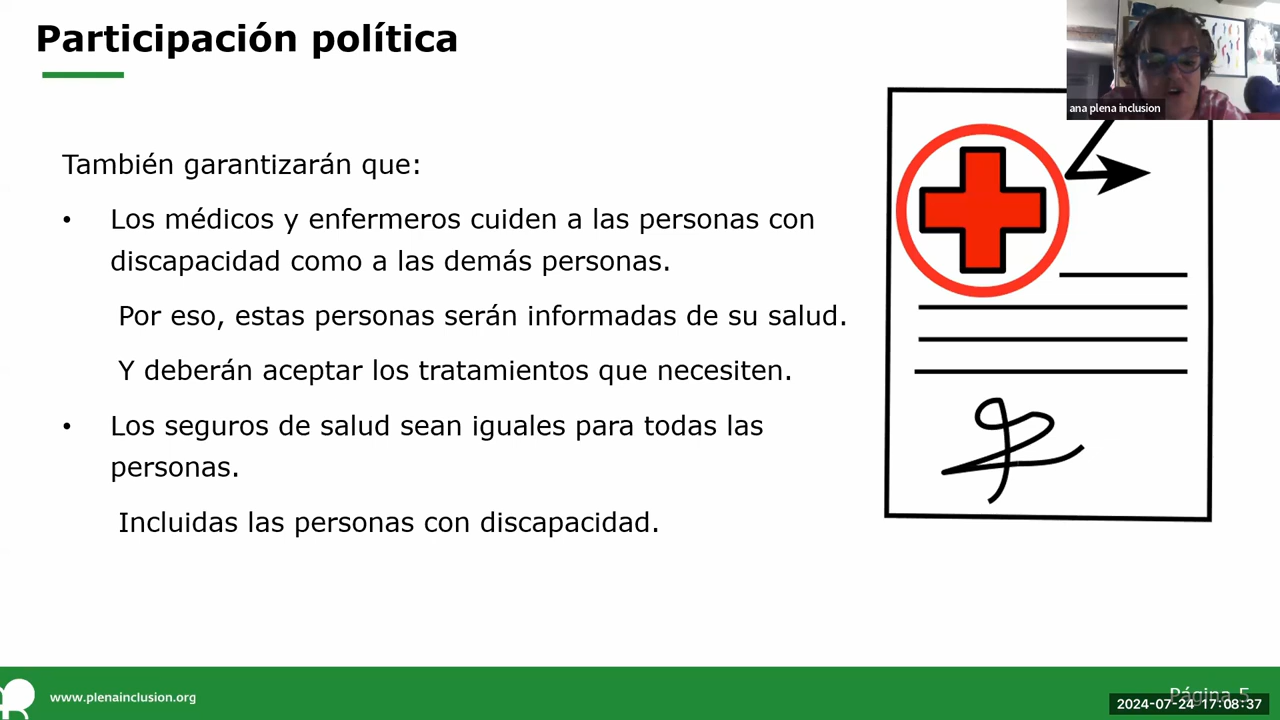 Participación política
ana plena inclusion
También garantizarán que:
• Los médicos y enfermeros cuiden a las personas con
discapacidad como a las demás personas.
Por eso, estas personas serán informadas de su salud.
Y deberán aceptar los tratamientos que necesiten.
• Los seguros de salud sean iguales para todas las
personas.
Incluidas las personas con discapacidad.
www.plenainclusion.org
Página 5
2024-07-24 17:08:37